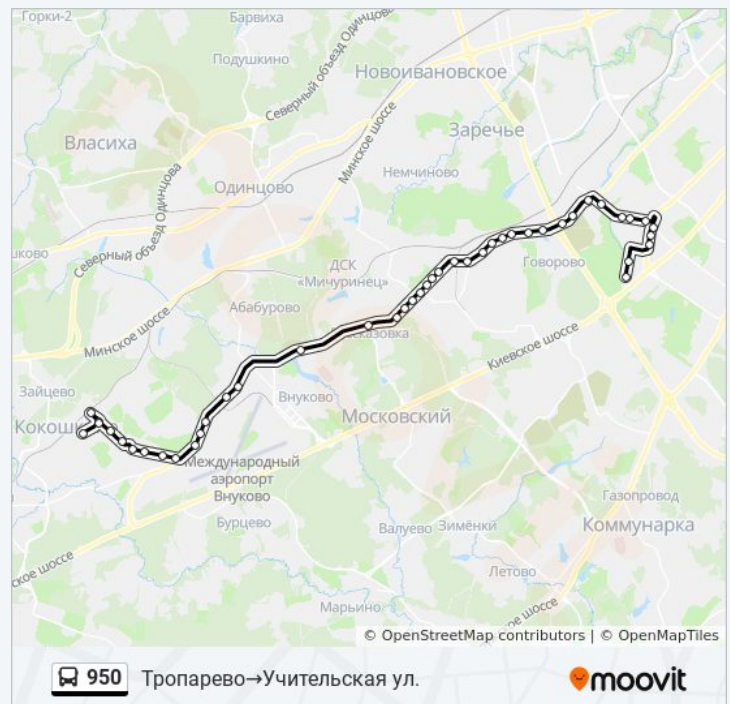 Горки-2
Барвиха
Северный объезд Одинцова
Подушкино
Новоивановское
Минское шоссе
Заречье
Власиха
Немчиново
Одинцово
Северный объезд Одинцова
ДСК
«Мичуринец»
Говорово
Абабурово
Минское шоссе
Киевское шоссе
Зайцево
Внуково
Московский
Международный
аэропорт
Внуково
Газопровод
Бурцево
Валуево
Зимёнки
Коммунарка
Летово
Марьино
© OpenStreetMap contributors | © OpenMapTiles
950 Тропарево→Учительская ул.
moovit